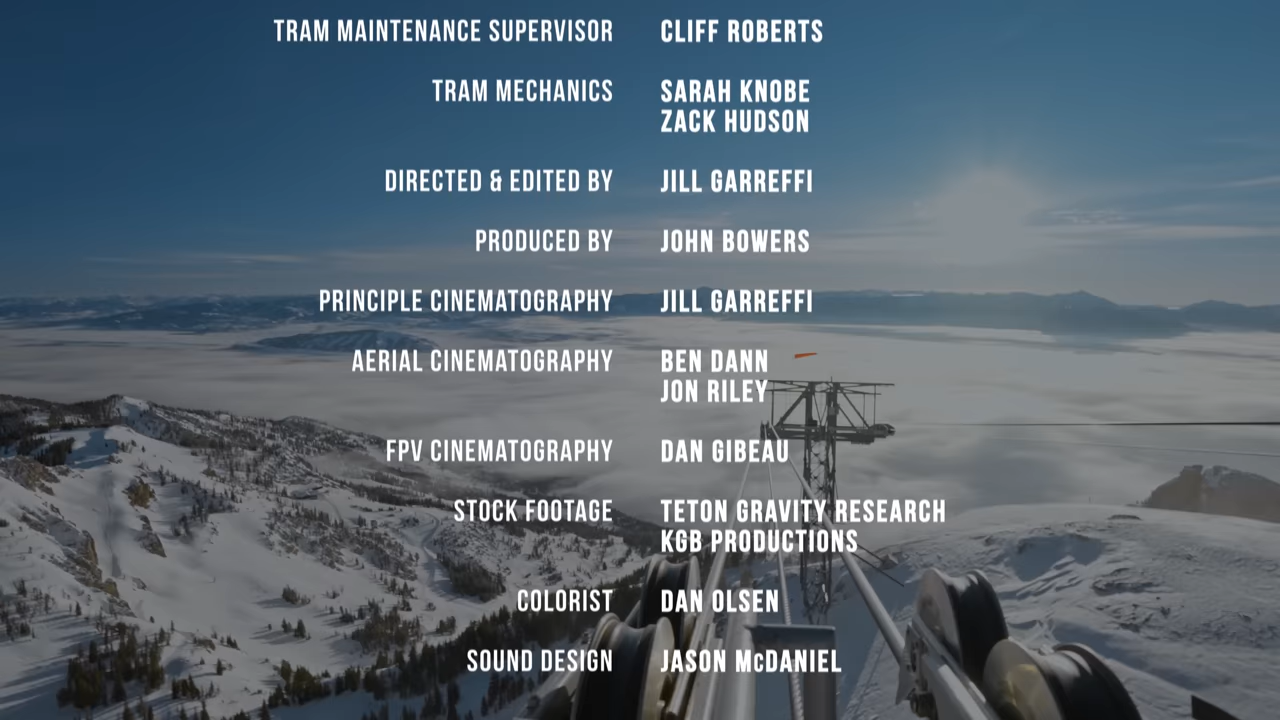 TRAM MAINTENANCE SUPERVISOR CLIFF ROBERTS
TRAM MECHANICS SARAH KNOBE
ZACK HUDSON
DIRECTED & EDITED BY JILL GARREFFI
PRODUCED BY JOHN BOWERS
PRINCIPLE CINEMATOGRAPHY JILL GARREFFI
AERIAL CINEMATOGRAPHY BEN DANN
JON RILEY
FPV CINEMATOGRAPHY DAN GIBEAU
STOCK FOOTAGE TETON GRAVITY RESEARCH
KGB PRODUCTIONS
COLORIST DAN OLSEN
SOUND DESIGN JASON McDANIEL